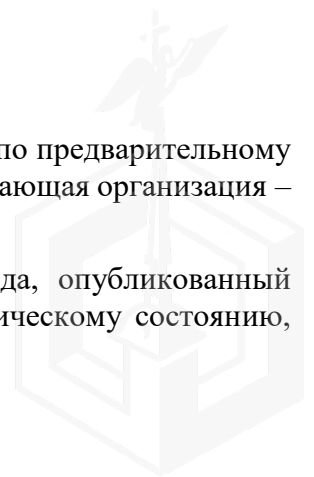 по предварительному
ающая организация –
да, опубликованный
ическому состоянию,